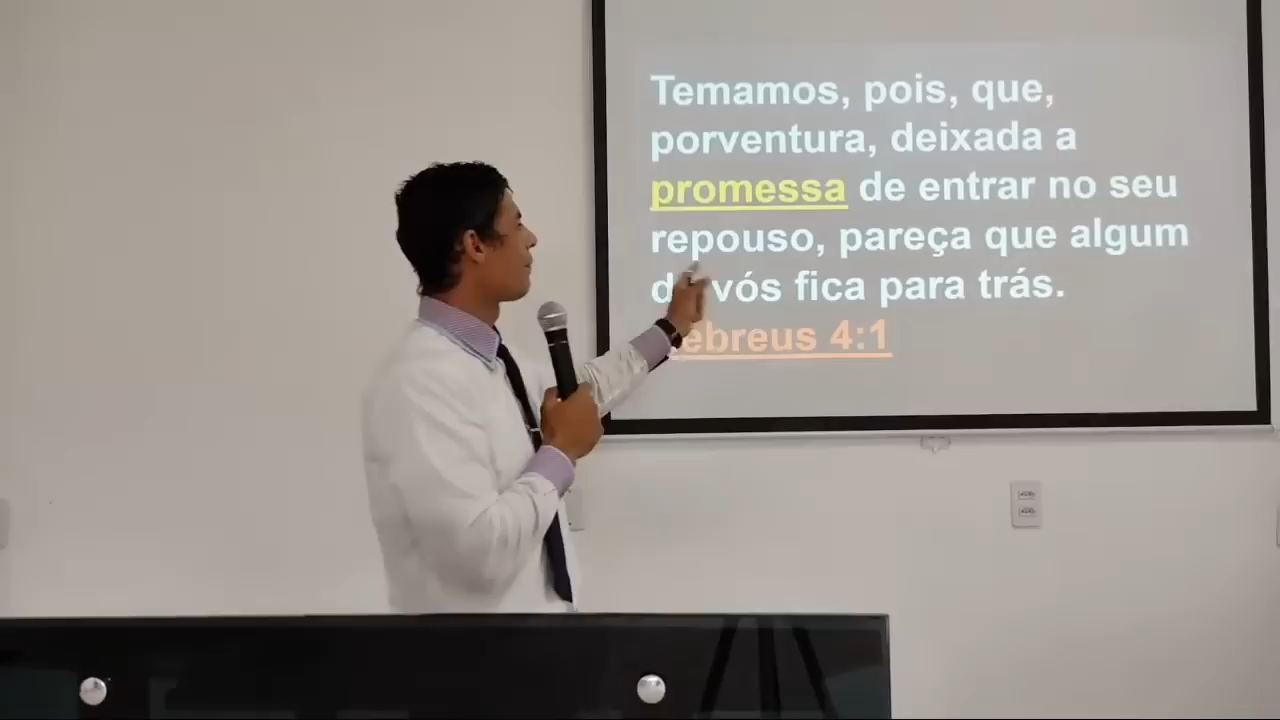 Temamos, pois, que,
porventura, deixada a
promessa de entrar no seu
repouso, pareça que algum
vós fica para trás.
ebreus 4:1